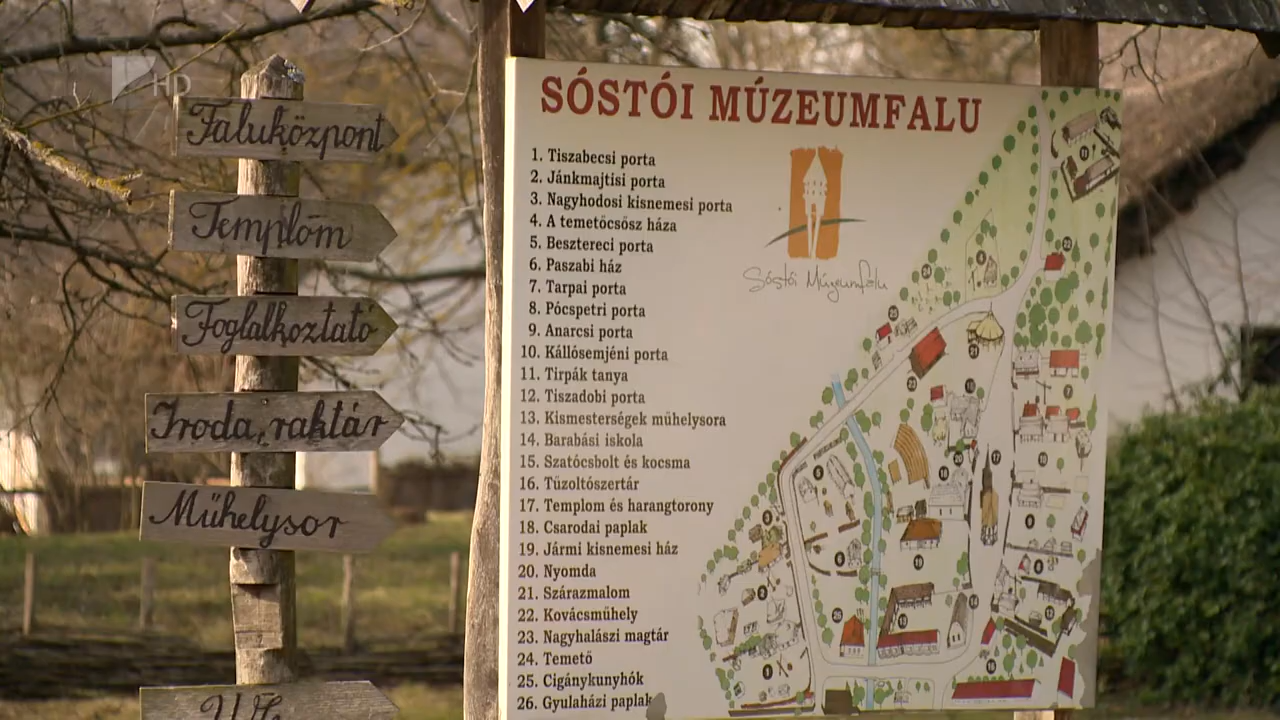 HD
Faluközpont
Templom
Foglalkoztató
Iroda, raktár
Műhelysor
SÓSTÓI MÚZEUMFALU
1. Tiszabecsi porta
2. Jánkmajtisi porta
3. Nagyhodosi kisnemesi porta
4. A temetőcsősz háza
5. Besztereci porta
6. Paszabi ház
7. Tarpai porta
8. Pócspetri porta
9. Anarcsi porta
10. Kállósemjéni porta
11. Tirpák tanya
12. Tiszadobi porta
13. Kismesterségek műhelysora
14. Barabási iskola
15. Szatócsbolt és kocsma
16. Tűzoltószertár
17. Templom és harangtorony
18. Csarodai paplak
19. Jármi kisnemesi ház
20. Nyomda
21. Szárazmalom
22. Kovácsműhely
23. Nagyhalászi magtár
24. Temető
25. Cigánykunyhók
26. Gyulaházi paplak
Sóstói Múzeumfalu